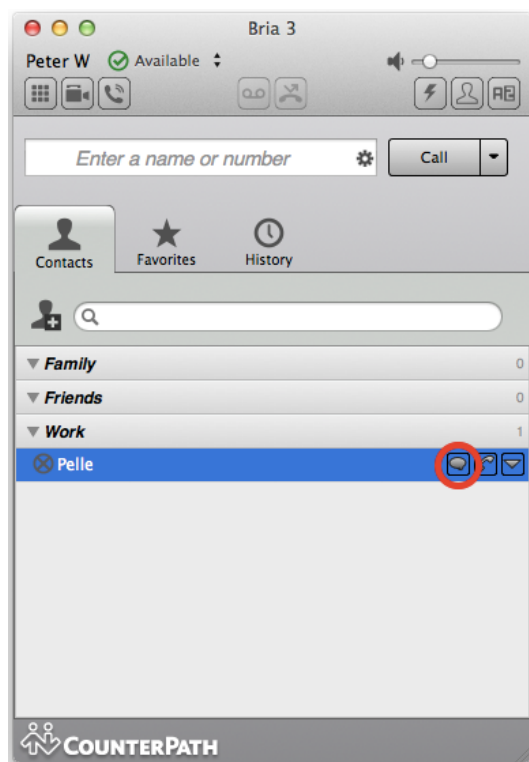 Bria 3
Peter W Available
Enter a name or number Call
Contacts Favorites History
Family 0
Friends 0
Work 1
Pelle
COUNTERPATH